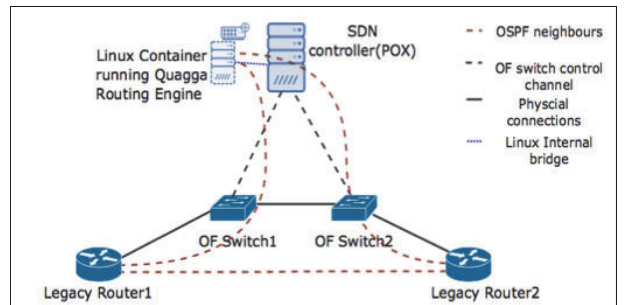 SDN
controller(POX)
Linux Container
running Quagga
Routing Engine
OSPF neighbours
OF switch control
channel
Physcial
connections
Linux Internal
bridge
OF Switch1
OF Switch2
Legacy Router1
Legacy Router2